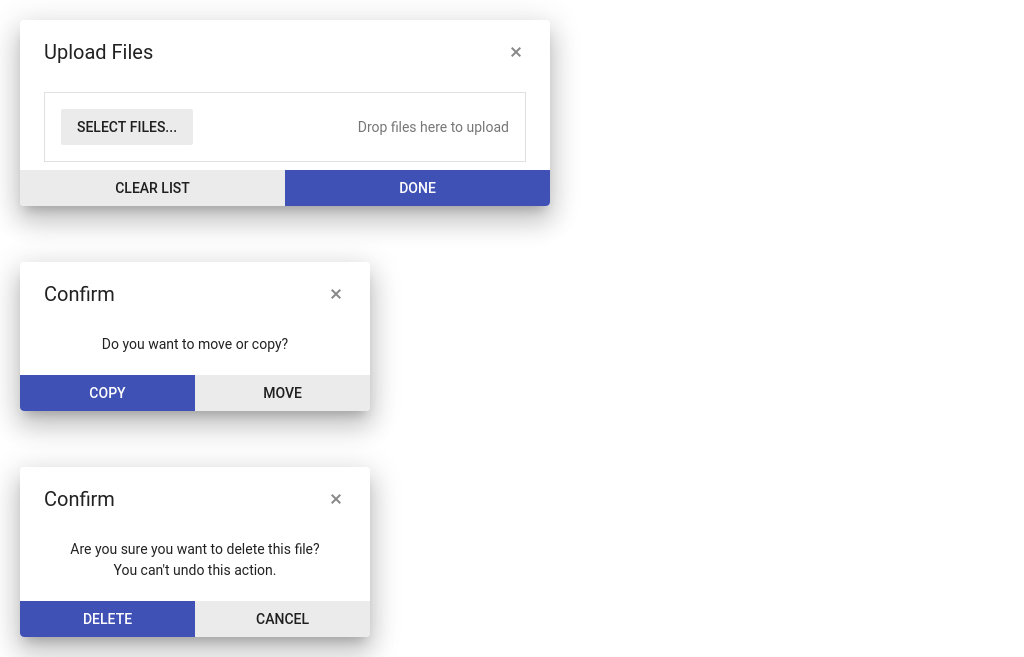 Upload Files
SELECT FILES...
Drop files here to upload
CLEAR LIST
DONE
Confirm
Do you want to move or copy?
COPY
MOVE
Confirm
Are you sure you want to delete this file?
You can't undo this action.
DELETE
CANCEL